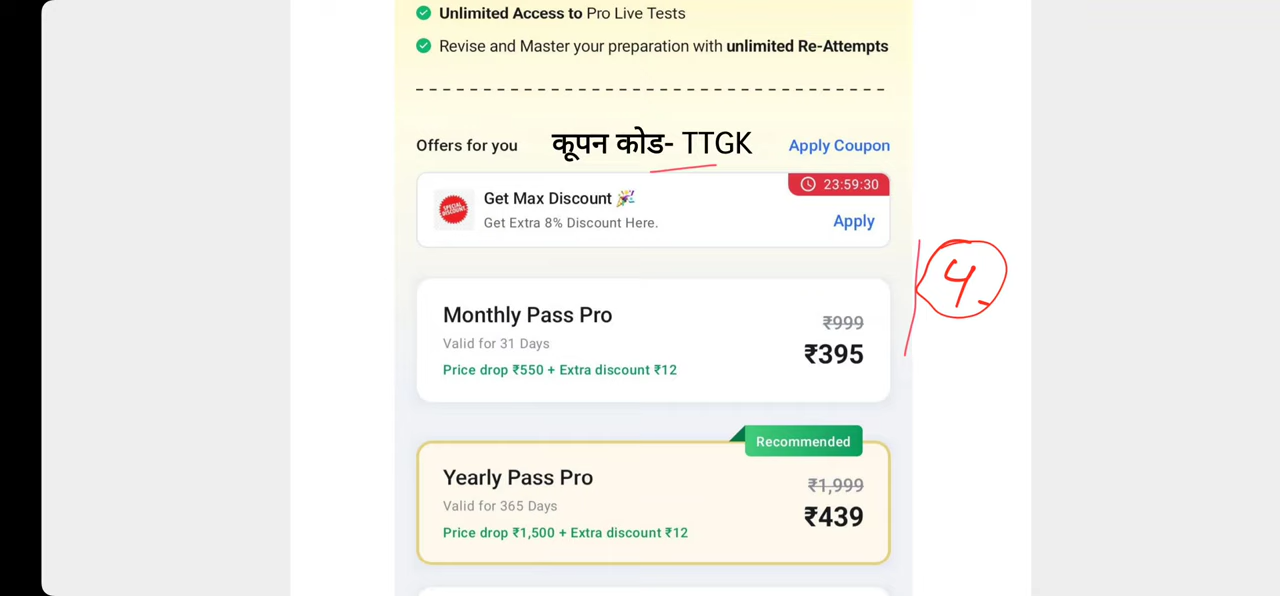 Unlimited Access to Pro Live Tests
Revise and Master your preparation with unlimited Re-Attempts
Offers for you कूपन कोड- TTGK Apply Coupon
23:59:30
SPECIAL DISCOUNT
Get Max Discount 🎉
Get Extra 8% Discount Here. Apply
4
Monthly Pass Pro ₹999
Valid for 31 Days ₹395
Price drop ₹550 + Extra discount ₹12
Recommended
Yearly Pass Pro ₹1,999
Valid for 365 Days ₹439
Price drop ₹1,500 + Extra discount ₹12